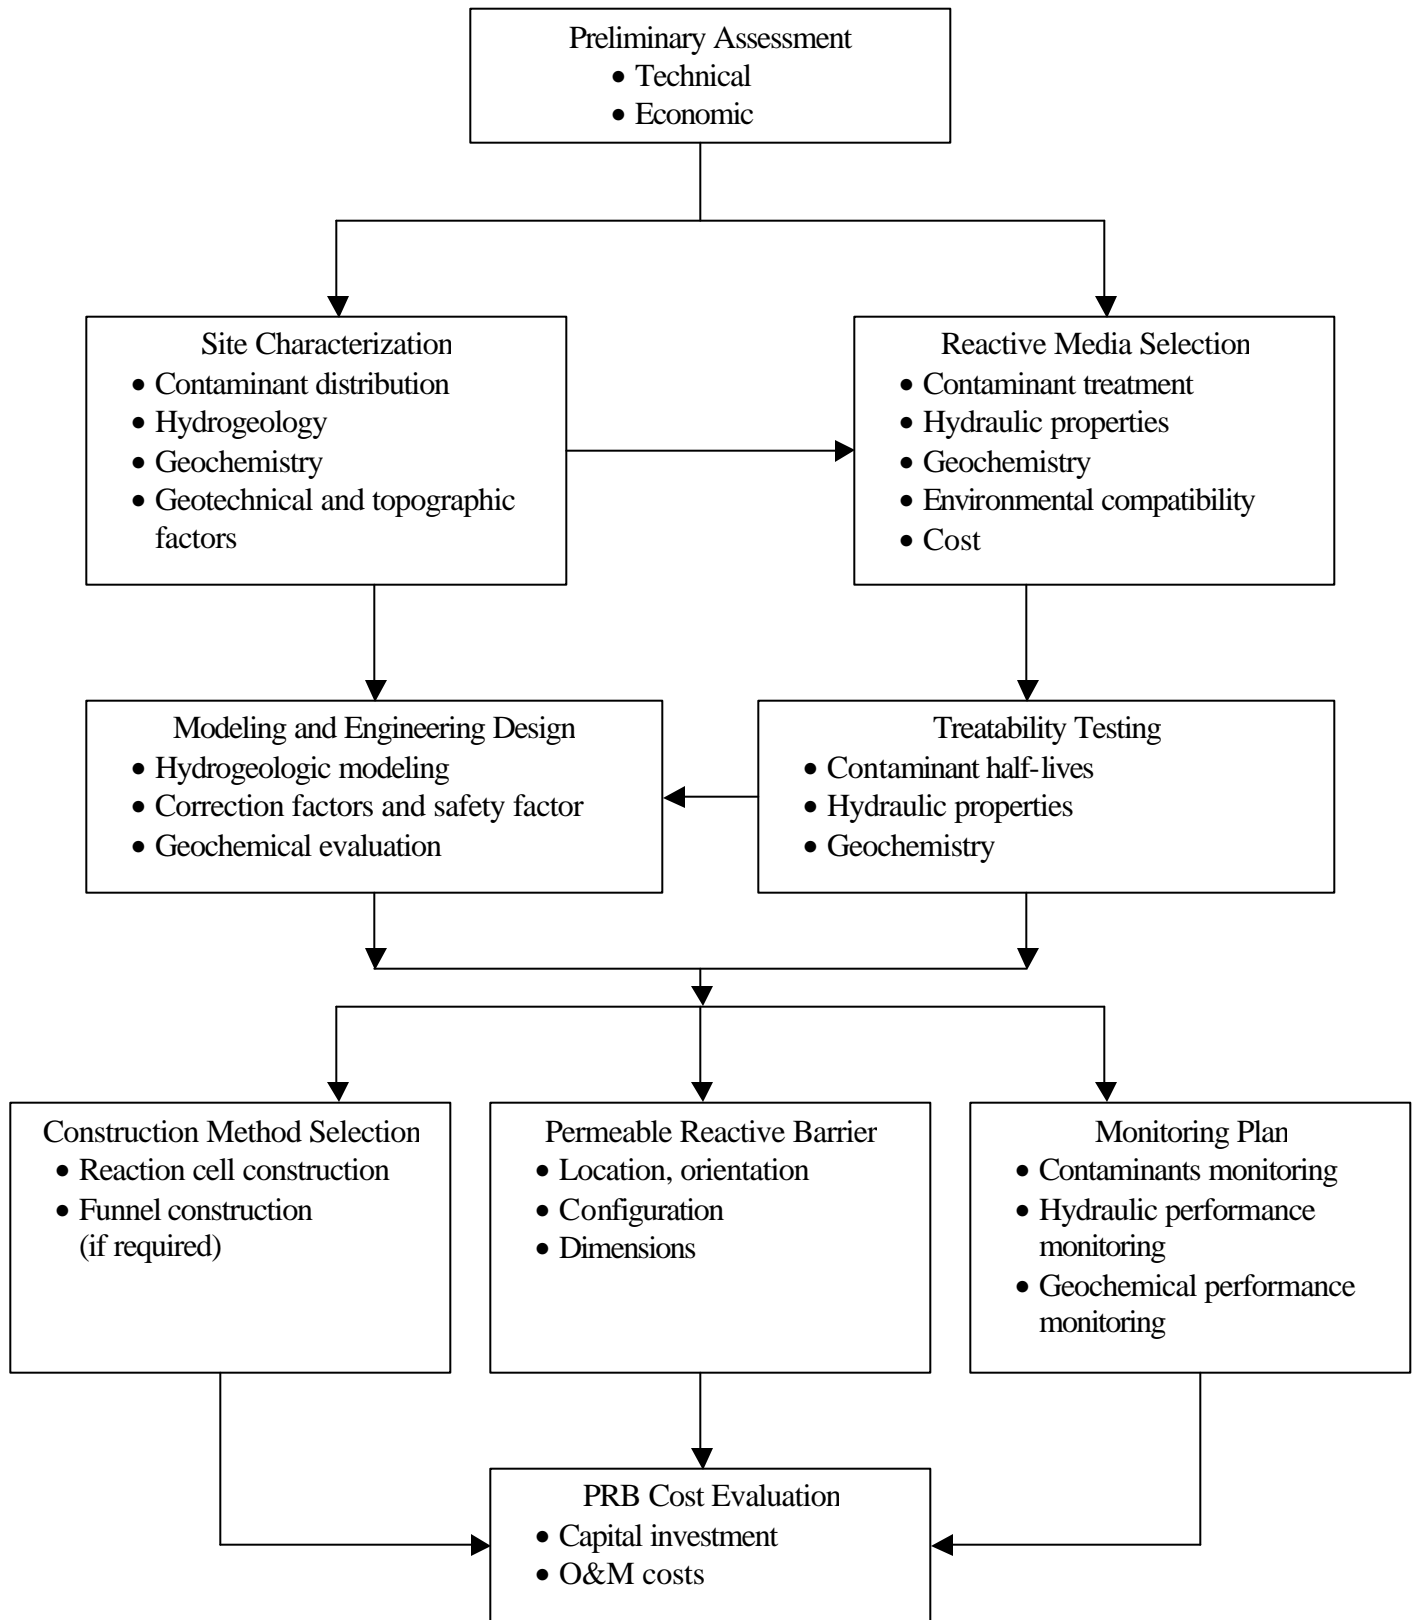 Preliminary Assessment
• Technical
• Economic
Site Characterization
• Contaminant distribution
• Hydrogeology
• Geochemistry
• Geotechnical and topographic
factors
Reactive Media Selection
• Contaminant treatment
• Hydraulic properties
• Geochemistry
• Environmental compatibility
• Cost
Modeling and Engineering Design
• Hydrogeologic modeling
• Correction factors and safety factor
• Geochemical evaluation
Treatability Testing
• Contaminant half-lives
• Hydraulic properties
• Geochemistry
Construction Method Selection
• Reaction cell construction
• Funnel construction
(if required)
Permeable Reactive Barrier
• Location, orientation
• Configuration
• Dimensions
Monitoring Plan
• Contaminants monitoring
• Hydraulic performance
monitoring
• Geochemical performance
monitoring
PRB Cost Evaluation
• Capital investment
• O&M costs